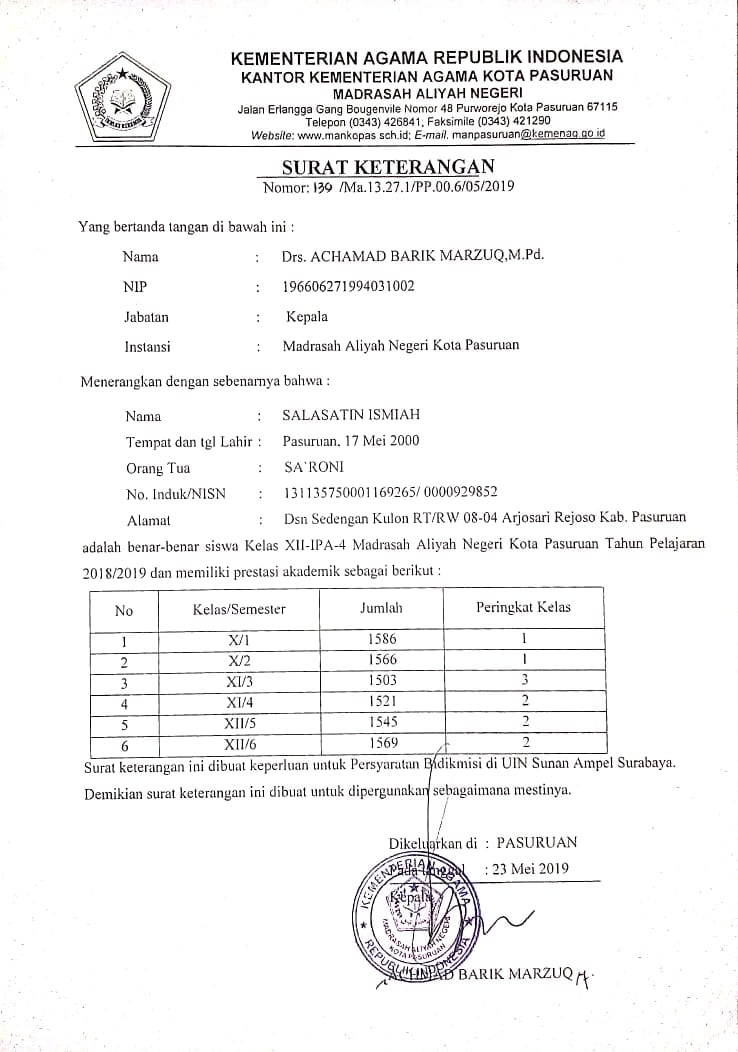 KEMENTERIAN AGAMA REPUBLIK INDONESIA
KANTOR KEMENTERIAN AGAMA KOTA PASURUAN
MADRASAH ALIYAH NEGERI
Jalan Erlangga Gang Bougenvile Nomor 48 Purworejo Kota Pasuruan 67115
Telepon (0343) 426841; Faksimile (0343) 421290
Website: www.mankopas sch.id; E-mail. manpasuruan@kemenag.go.id
SURAT KETERANGAN
Nomor: 139 /Ma.13.27.1/PP.00.6/05/2019
Yang bertanda tangan di bawah ini :
Nama : Drs. ACHAMAD BARIK MARZUQ,M.Pd.
NIP : 196606271994031002
Jabatan : Kepala
Instansi : Madrasah Aliyah Negeri Kota Pasuruan
Menerangkan dengan sebenarnya bahwa :
Nama : SALASATIN ISMIAH
Tempat dan tgl Lahir : Pasuruan, 17 Mei 2000
Orang Tua : SA`RONI
No. Induk/NISN : 131135750001169265/ 0000929852
Alamat : Dsn Sedengan Kulon RT/RW 08-04 Arjosari Rejoso Kab. Pasuruan
adalah benar-benar siswa Kelas XII-IPA-4 Madrasah Aliyah Negeri Kota Pasuruan Tahun Pelajaran
2018/2019 dan memiliki prestasi akademik sebagai berikut :
No Kelas/Semester Jumlah Peringkat Kelas
1 X/1 1586 1
2 X/2 1566 1
3 XI/3 1503 3
4 XI/4 1521 2
5 XII/5 1545 2
6 XII/6 1569 2
Surat keterangan ini dibuat keperluan untuk Persyaratan Bidikmisi di UIN Sunan Ampel Surabaya.
Demikian surat keterangan ini dibuat untuk dipergunakan sebagaimana mestinya.
Dikeluarkan di : PASURUAN
Pada tanggal : 23 Mei 2019
Kepala
KEMENTERIAN AGAMA
MADRASAH ALIYAH NEGERI
KOTA PASURUAN
REPUBLIK INDONESIA
BARIK MARZUQ